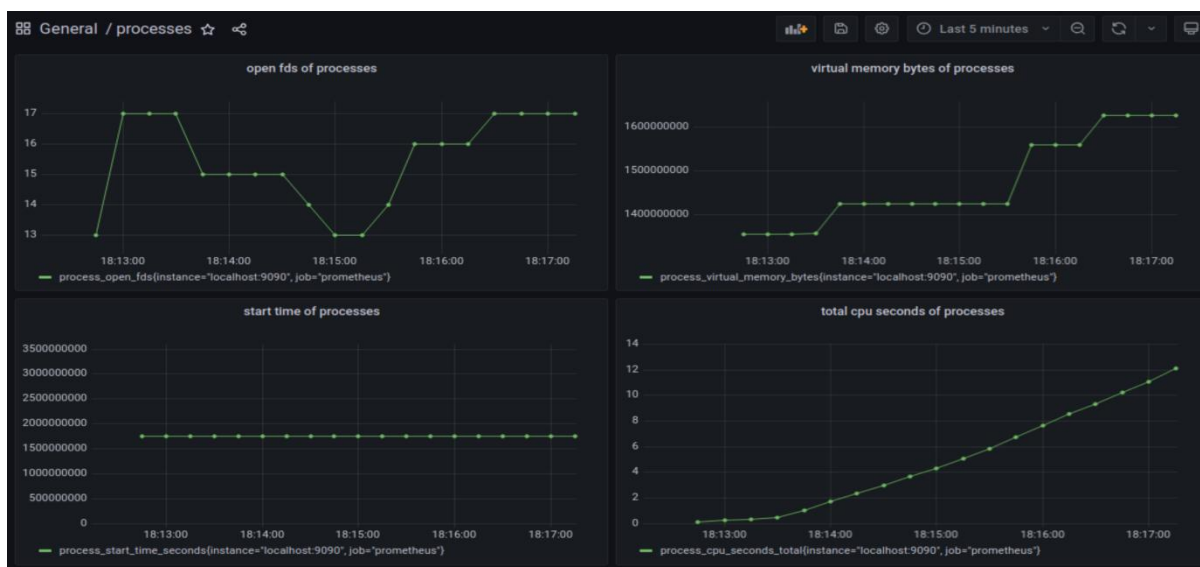 General / processes
Last 5 minutes
open fds of processes
17
16
15
14
13
18:13:00 18:14:00 18:15:00 18:16:00 18:17:00
process_open_fds{instance="localhost:9090", job="prometheus"}
virtual memory bytes of processes
1600000000
1500000000
1400000000
18:13:00 18:14:00 18:15:00 18:16:00 18:17:00
process_virtual_memory_bytes{instance="localhost:9090", job="prometheus"}
start time of processes
3500000000
3000000000
2500000000
2000000000
1500000000
1000000000
500000000
0
18:13:00 18:14:00 18:15:00 18:16:00 18:17:00
process_start_time_seconds{instance="localhost:9090", job="prometheus"}
total cpu seconds of processes
14
12
10
8
6
4
2
0
18:13:00 18:14:00 18:15:00 18:16:00 18:17:00
process_cpu_seconds_total{instance="localhost:9090", job="prometheus"}